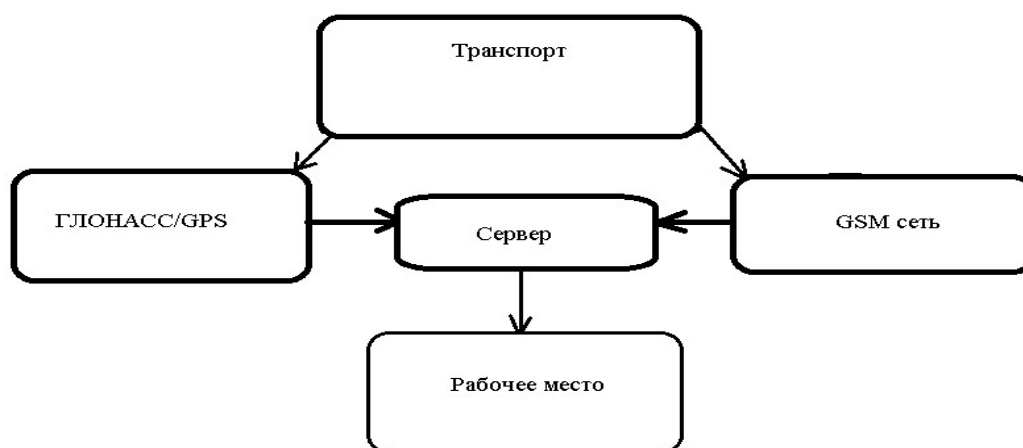 Транспорт
ГЛОНАСС/GPS
Сервер
GSM сеть
Рабочее место